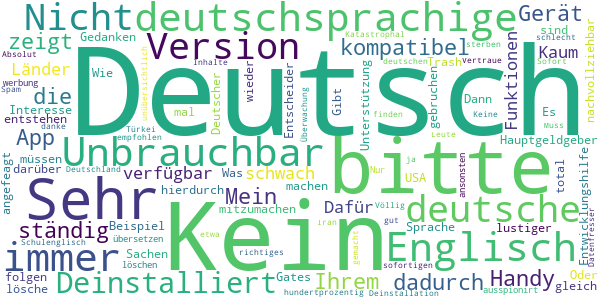 Nicht
deutschsprachige
Katastrophal
Gerät
zeigt
Gedanken
Version
kompatibel
sind
schlecht
Absolut
Länder
Wie
unübersichtlich
Inhalte
wieder
Entscheider
Unterstützung
Trash
sterben
vertraue
Sofort
Kaum
Funktionen
nachvollziehbar
werbung
Spam
die
Deutsch
Deutscher
Überwachung
deutschen
gebrauchen
Interesse
danke
entstehen
mal
Gibt
finden
Leute
Dann
Keine
Es
Muss
App
Türkei
empfohlen
Hauptgeldgeber
angefeagt
müssen
darüber
Unbrauchbar
bitte
Deutschland
verfügbar
Was
schwach
Nur
ja
USA
ansonsten
total
Entwicklungshilfe
Datenfresser
Sehr
hierdurch
machen
Völlig
gut
Kein
deutsche
ständig
Mein
mitzumachen
Dafür
Sprache
lustiger
Beispiel
Schulenglisch
übersetzen
etwa
iran
gemacht
Englisch
immer
Sachen
löschen
richtiges
sofortigen
Oder
folgen
lösche
Deinstalliert
Gates
Ihrem
dadurch
Handy
gleich
hundertprozentig
Deinstallation
ausspionirt